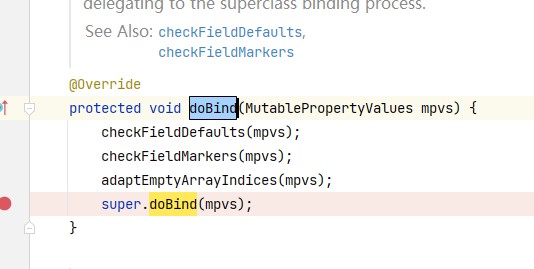 delegating to the superclass binding process.
See Also: checkFieldDefaults,
checkFieldMarkers
@Override
protected void doBind(MutablePropertyValues mpvs) {
checkFieldDefaults(mpvs);
checkFieldMarkers(mpvs);
adaptEmptyArrayIndices(mpvs);
super.doBind(mpvs);
}